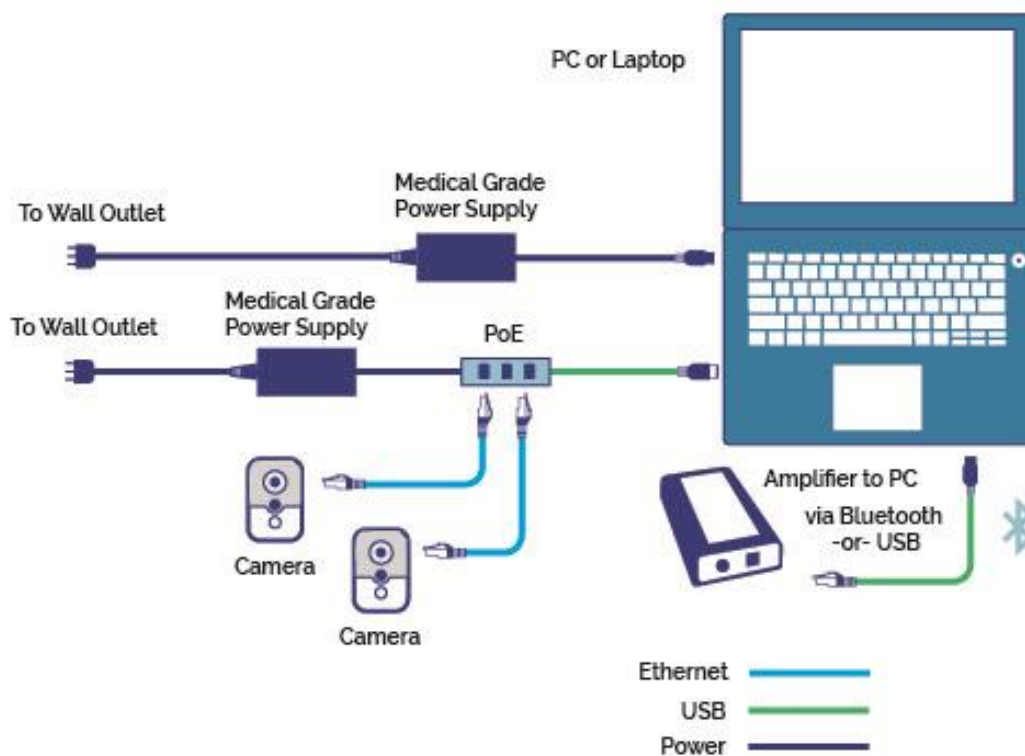 PC or Laptop
Medical Grade
Power Supply
To Wall Outlet
Medical Grade
Power Supply
To Wall Outlet
PoE
Amplifier to PC
via Bluetooth
-or- USB
Camera
Camera
Ethernet
USB
Power